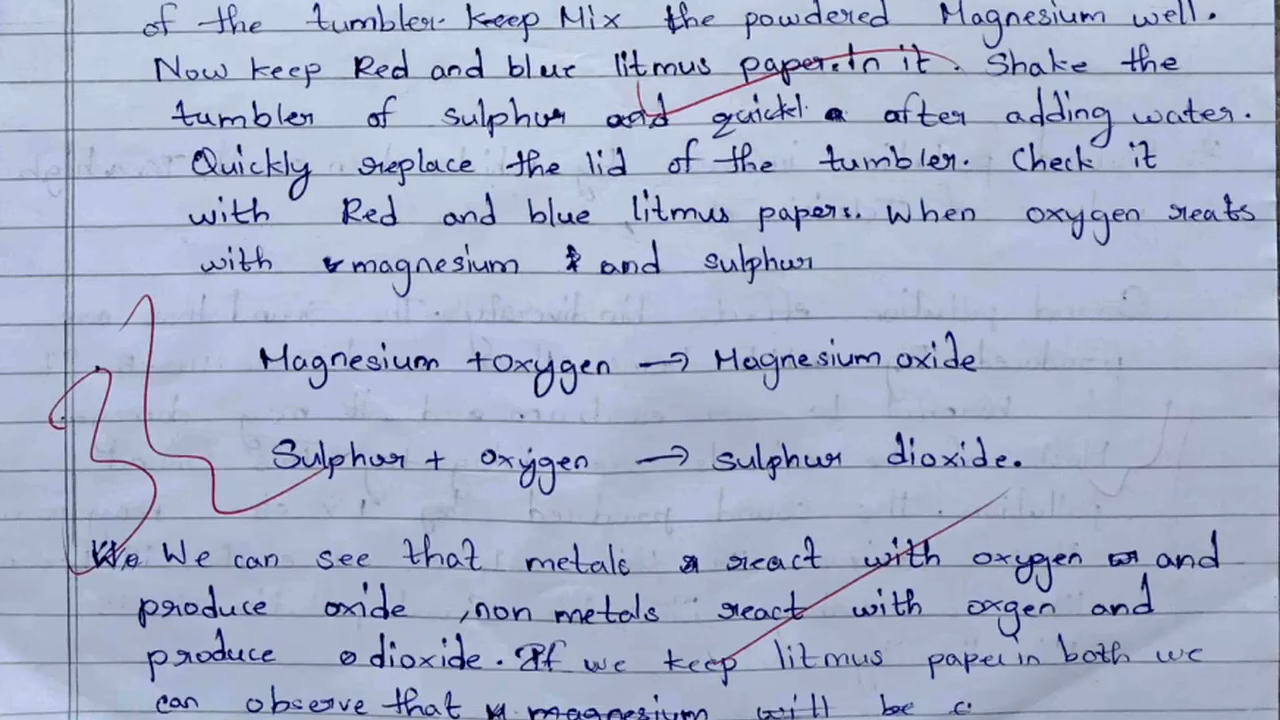 of the tumbler. Keep Mix the powdered Magnesium well.
Now keep Red and blue litmus paper. In it. Shake the
tumbler of sulphur and quickl after adding water.
Quickly replace the lid of the tumbler. Check it
with Red and blue litmus papers. When oxygen reats
with magnesium and sulphur
Magnesium + oxygen → Magnesium oxide
Sulphur + oxygen → sulphur dioxide.
We We can see that metals react with oxygen and
produce oxide , non metals react with oxgen and
produce dioxide. If we keep litmus paper in both we
can observe that magnesium will be